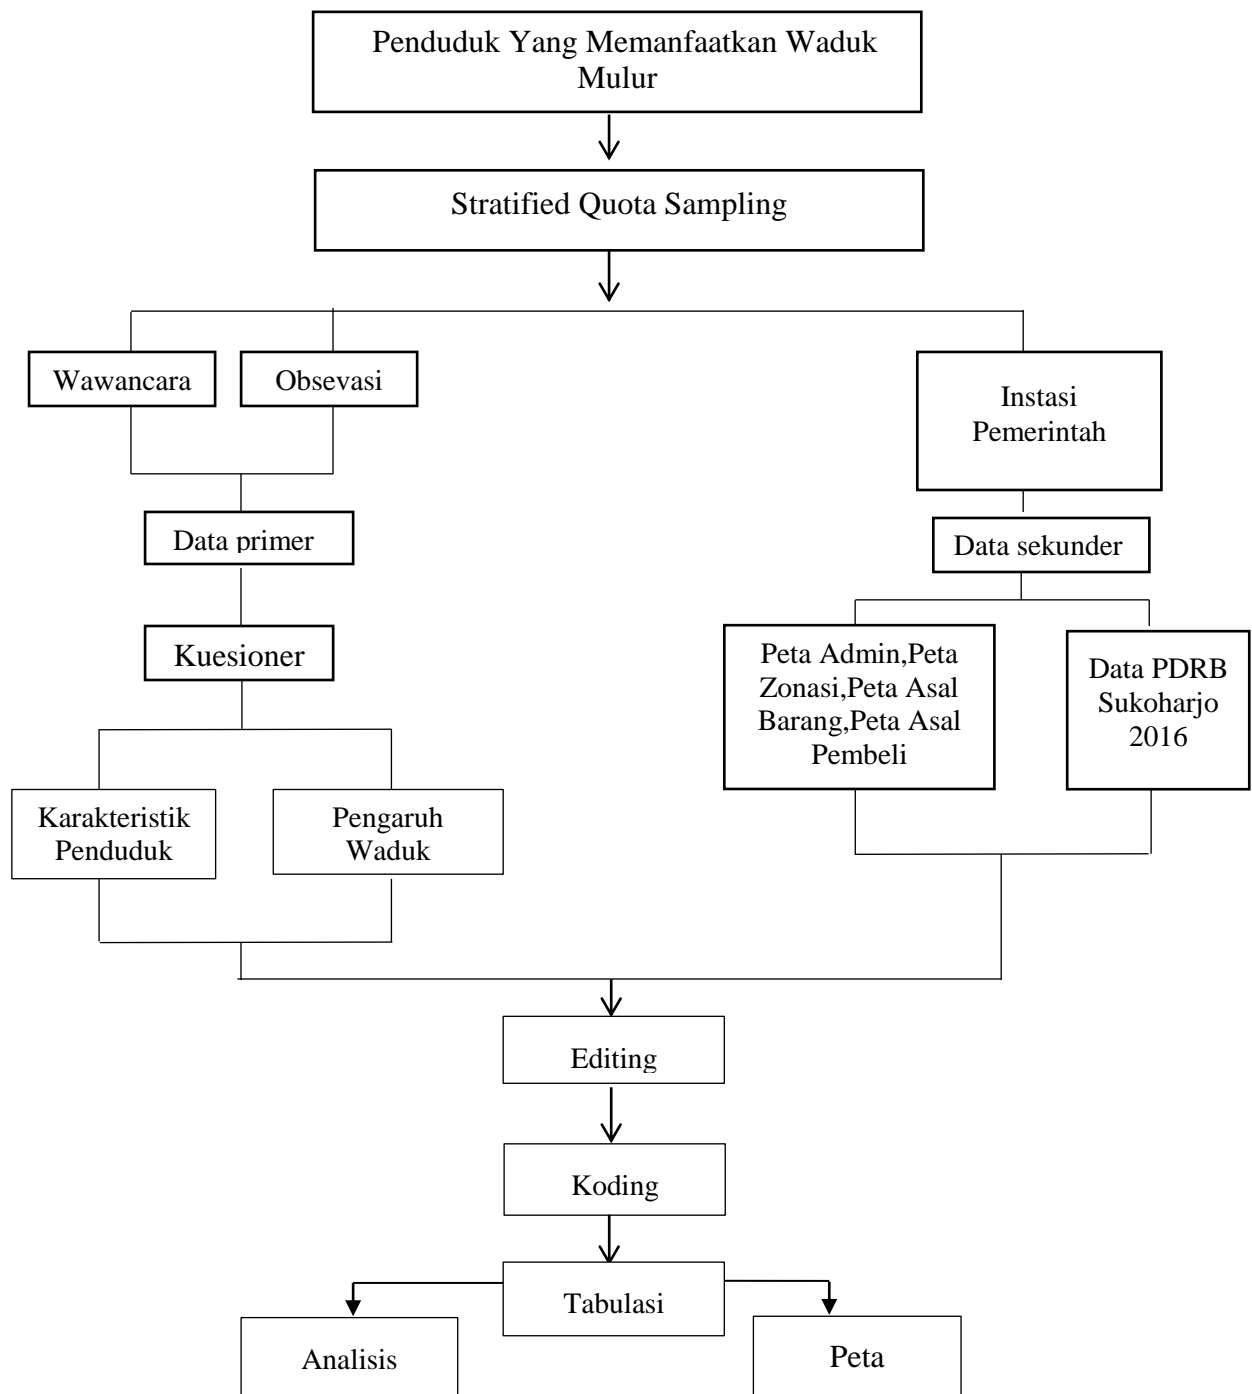 Penduduk Yang Memanfaatkan Waduk
Mulur
Stratified Quota Sampling
Wawancara
Obsevasi
Instasi
Pemerintah
Data primer
Data sekunder
Kuesioner
Peta Admin,Peta
Zonasi,Peta Asal
Barang,Peta Asal
Pembeli
Data PDRB
Sukoharjo
2016
Karakteristik
Penduduk
Pengaruh
Waduk
Editing
Koding
Tabulasi
Analisis
Peta